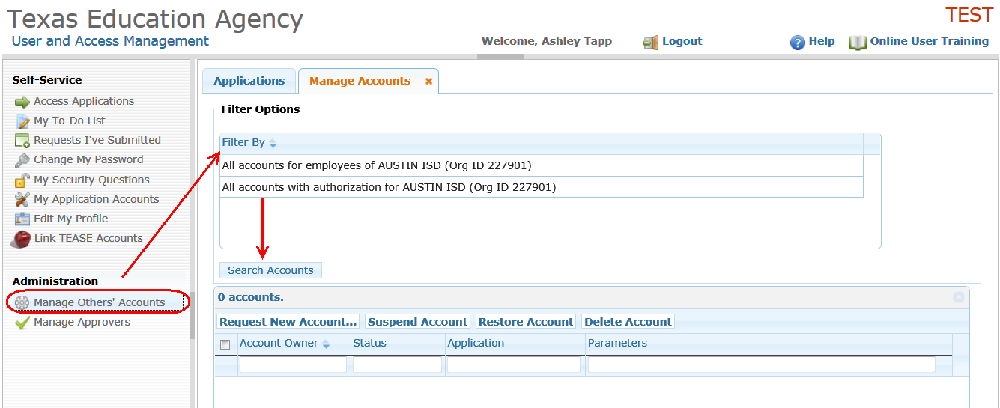 Texas Education Agency
TEST
User and Access Management
Welcome, Ashley Tapp
Logout
Help
Online User Training
Self-Service
Access Applications
My To-Do List
Requests I've Submitted
Change My Password
My Security Questions
My Application Accounts
Edit My Profile
Link TEASE Accounts
Administration
Manage Others' Accounts
Manage Approvers
Applications
Manage Accounts
Filter Options
Filter By
All accounts for employees of AUSTIN ISD (Org ID 227901)
All accounts with authorization for AUSTIN ISD (Org ID 227901)
Search Accounts
0 accounts.
Request New Account... Suspend Account Restore Account Delete Account
Account Owner Status Application Parameters